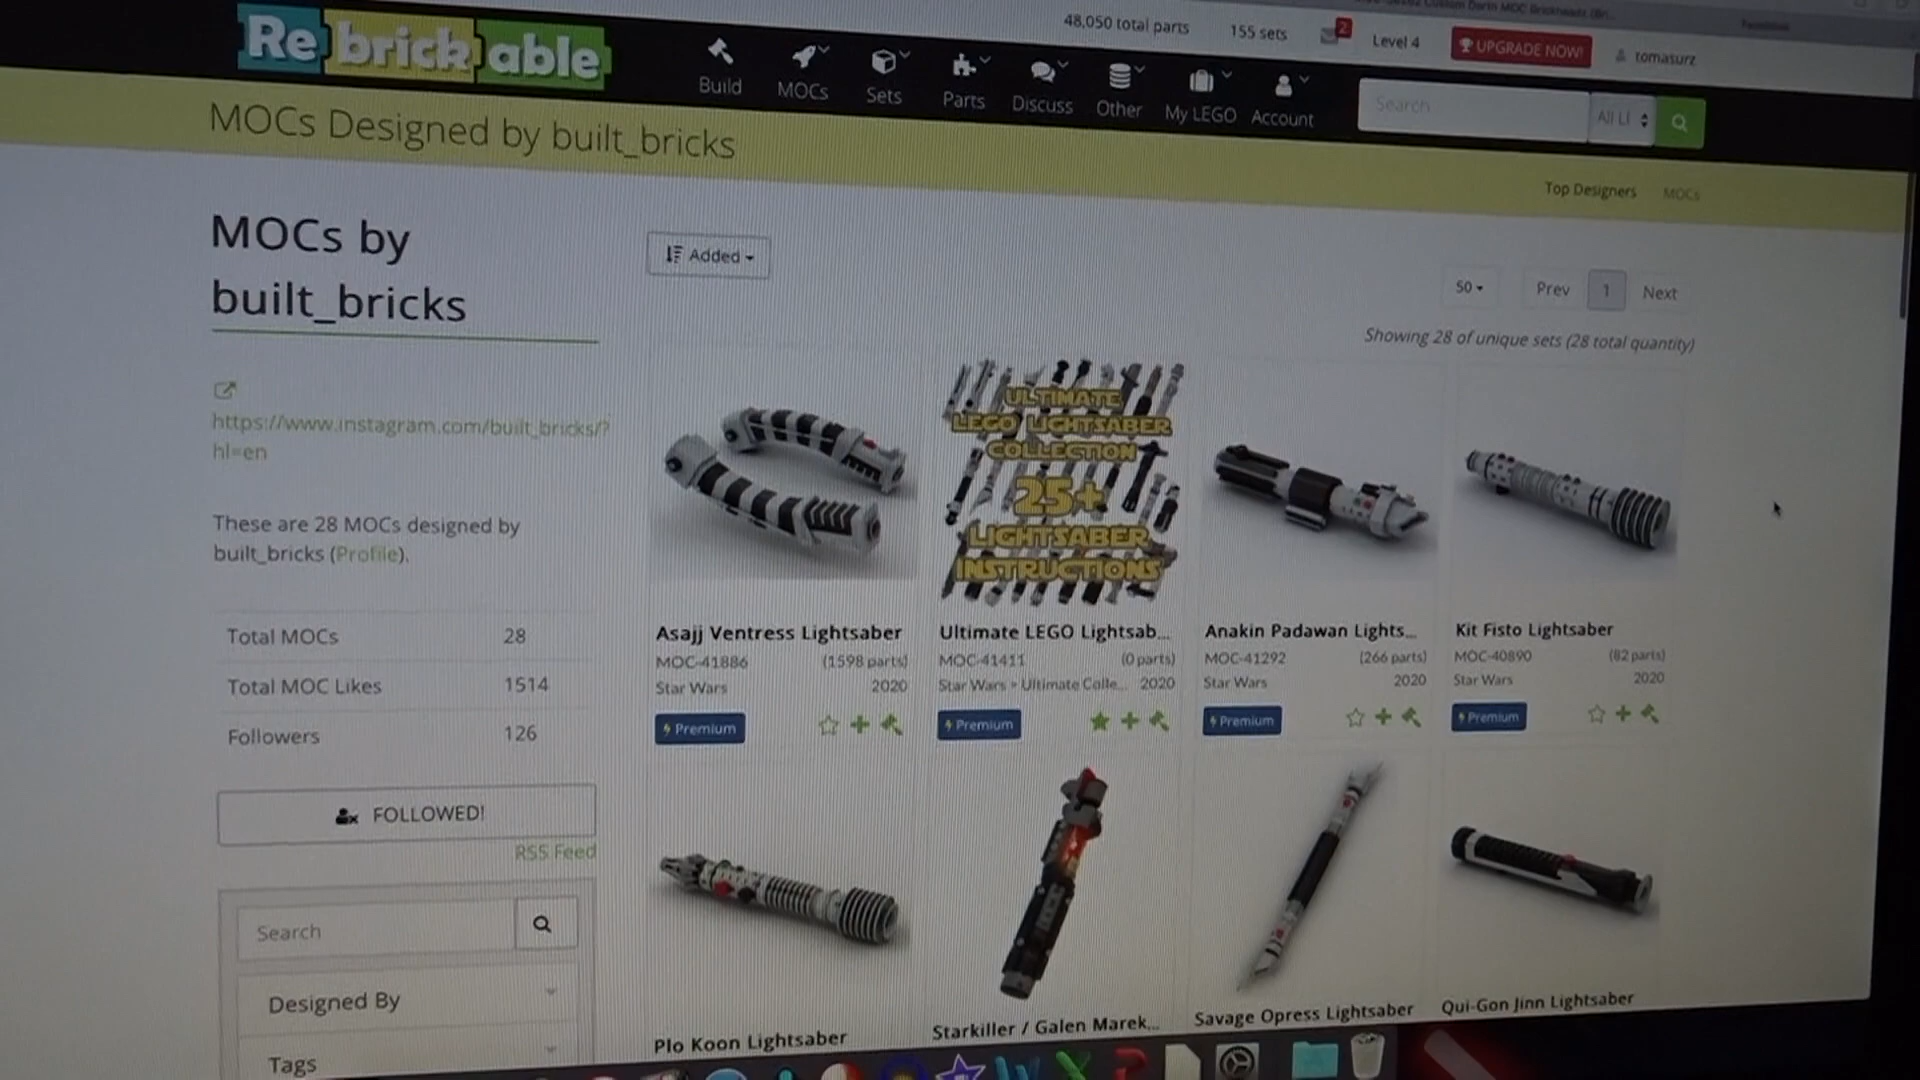 Rebrickable
48,050 total parts
155 sets
2
Level 4
UPGRADE NOW!
tomasurz
Build
MOCs
Sets
Parts
Discuss
Other
My LEGO
Account
Search
All LE
MOCs Designed by built_bricks
Top Designers
MOCs
MOCs by
built_bricks
Added
50
Prev
1
Next
Showing 28 of unique sets (28 total quantity)
https://www.instagram.com/built_bricks/?
hl=en
These are 28 MOCs designed by
built_bricks (Profile).
Total MOCs 28
Total MOC Likes 1514
Followers 126
FOLLOWED!
RSS Feed
Search
Designed By
Tags
ULTIMATE
LEGO LIGHTSABER
COLLECTION
25+
LIGHTSABER
INSTRUCTIONS
Asajj Ventress Lightsaber
MOC-41886 (1598 parts)
Star Wars 2020
Premium
Ultimate LEGO Lightsab...
MOC-41411 (0 parts)
Star Wars > Ultimate Colle... 2020
Premium
Anakin Padawan Lights...
MOC-41292 (266 parts)
Star Wars 2020
Premium
Kit Fisto Lightsaber
MOC-40890 (82 parts)
Star Wars 2020
Premium
Plo Koon Lightsaber
Starkiller / Galen Marek...
Savage Opress Lightsaber
Qui-Gon Jinn Lightsaber